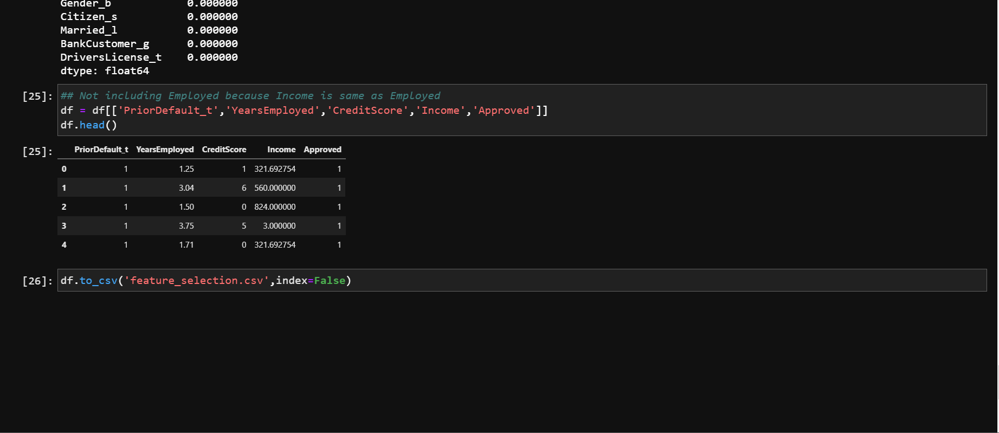 Gender_b 0.000000
Citizen_s 0.000000
Married_l 0.000000
BankCustomer_g 0.000000
DriversLicense_t 0.000000
dtype: float64
[25]: ## Not including Employed because Income is same as Employed
df = df[['PriorDefault_t','YearsEmployed','CreditScore','Income','Approved']]
df.head()
[25]: PriorDefault_t YearsEmployed CreditScore Income Approved
0 1 1.25 1 321.692754 1
1 1 3.04 6 560.000000 1
2 1 1.50 0 824.000000 1
3 1 3.75 5 3.000000 1
4 1 1.71 0 321.692754 1
[26]: df.to_csv('feature_selection.csv',index=False)